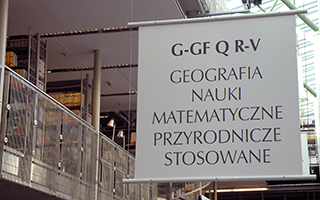 G-GF Q R-V
GEOGRAFIA
NAUKI
MATEMATYCZNE
PRZYRODNICZE
STOSOWANE